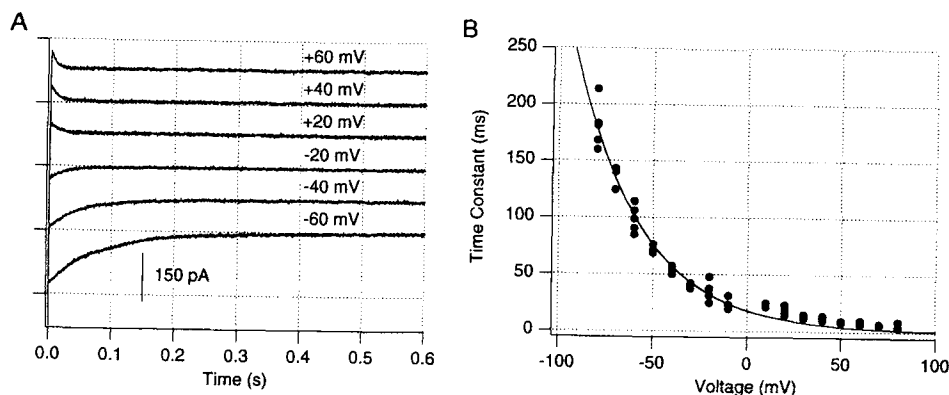 A
+60 mV
+40 mV
+20 mV
-20 mV
-40 mV
-60 mV
150 pA
0.0 0.1 0.2 0.3 0.4 0.5 0.6
Time (s)
B
250
200
150
100
50
0
Time Constant (ms)
-100 -50 0 50 100
Voltage (mV)